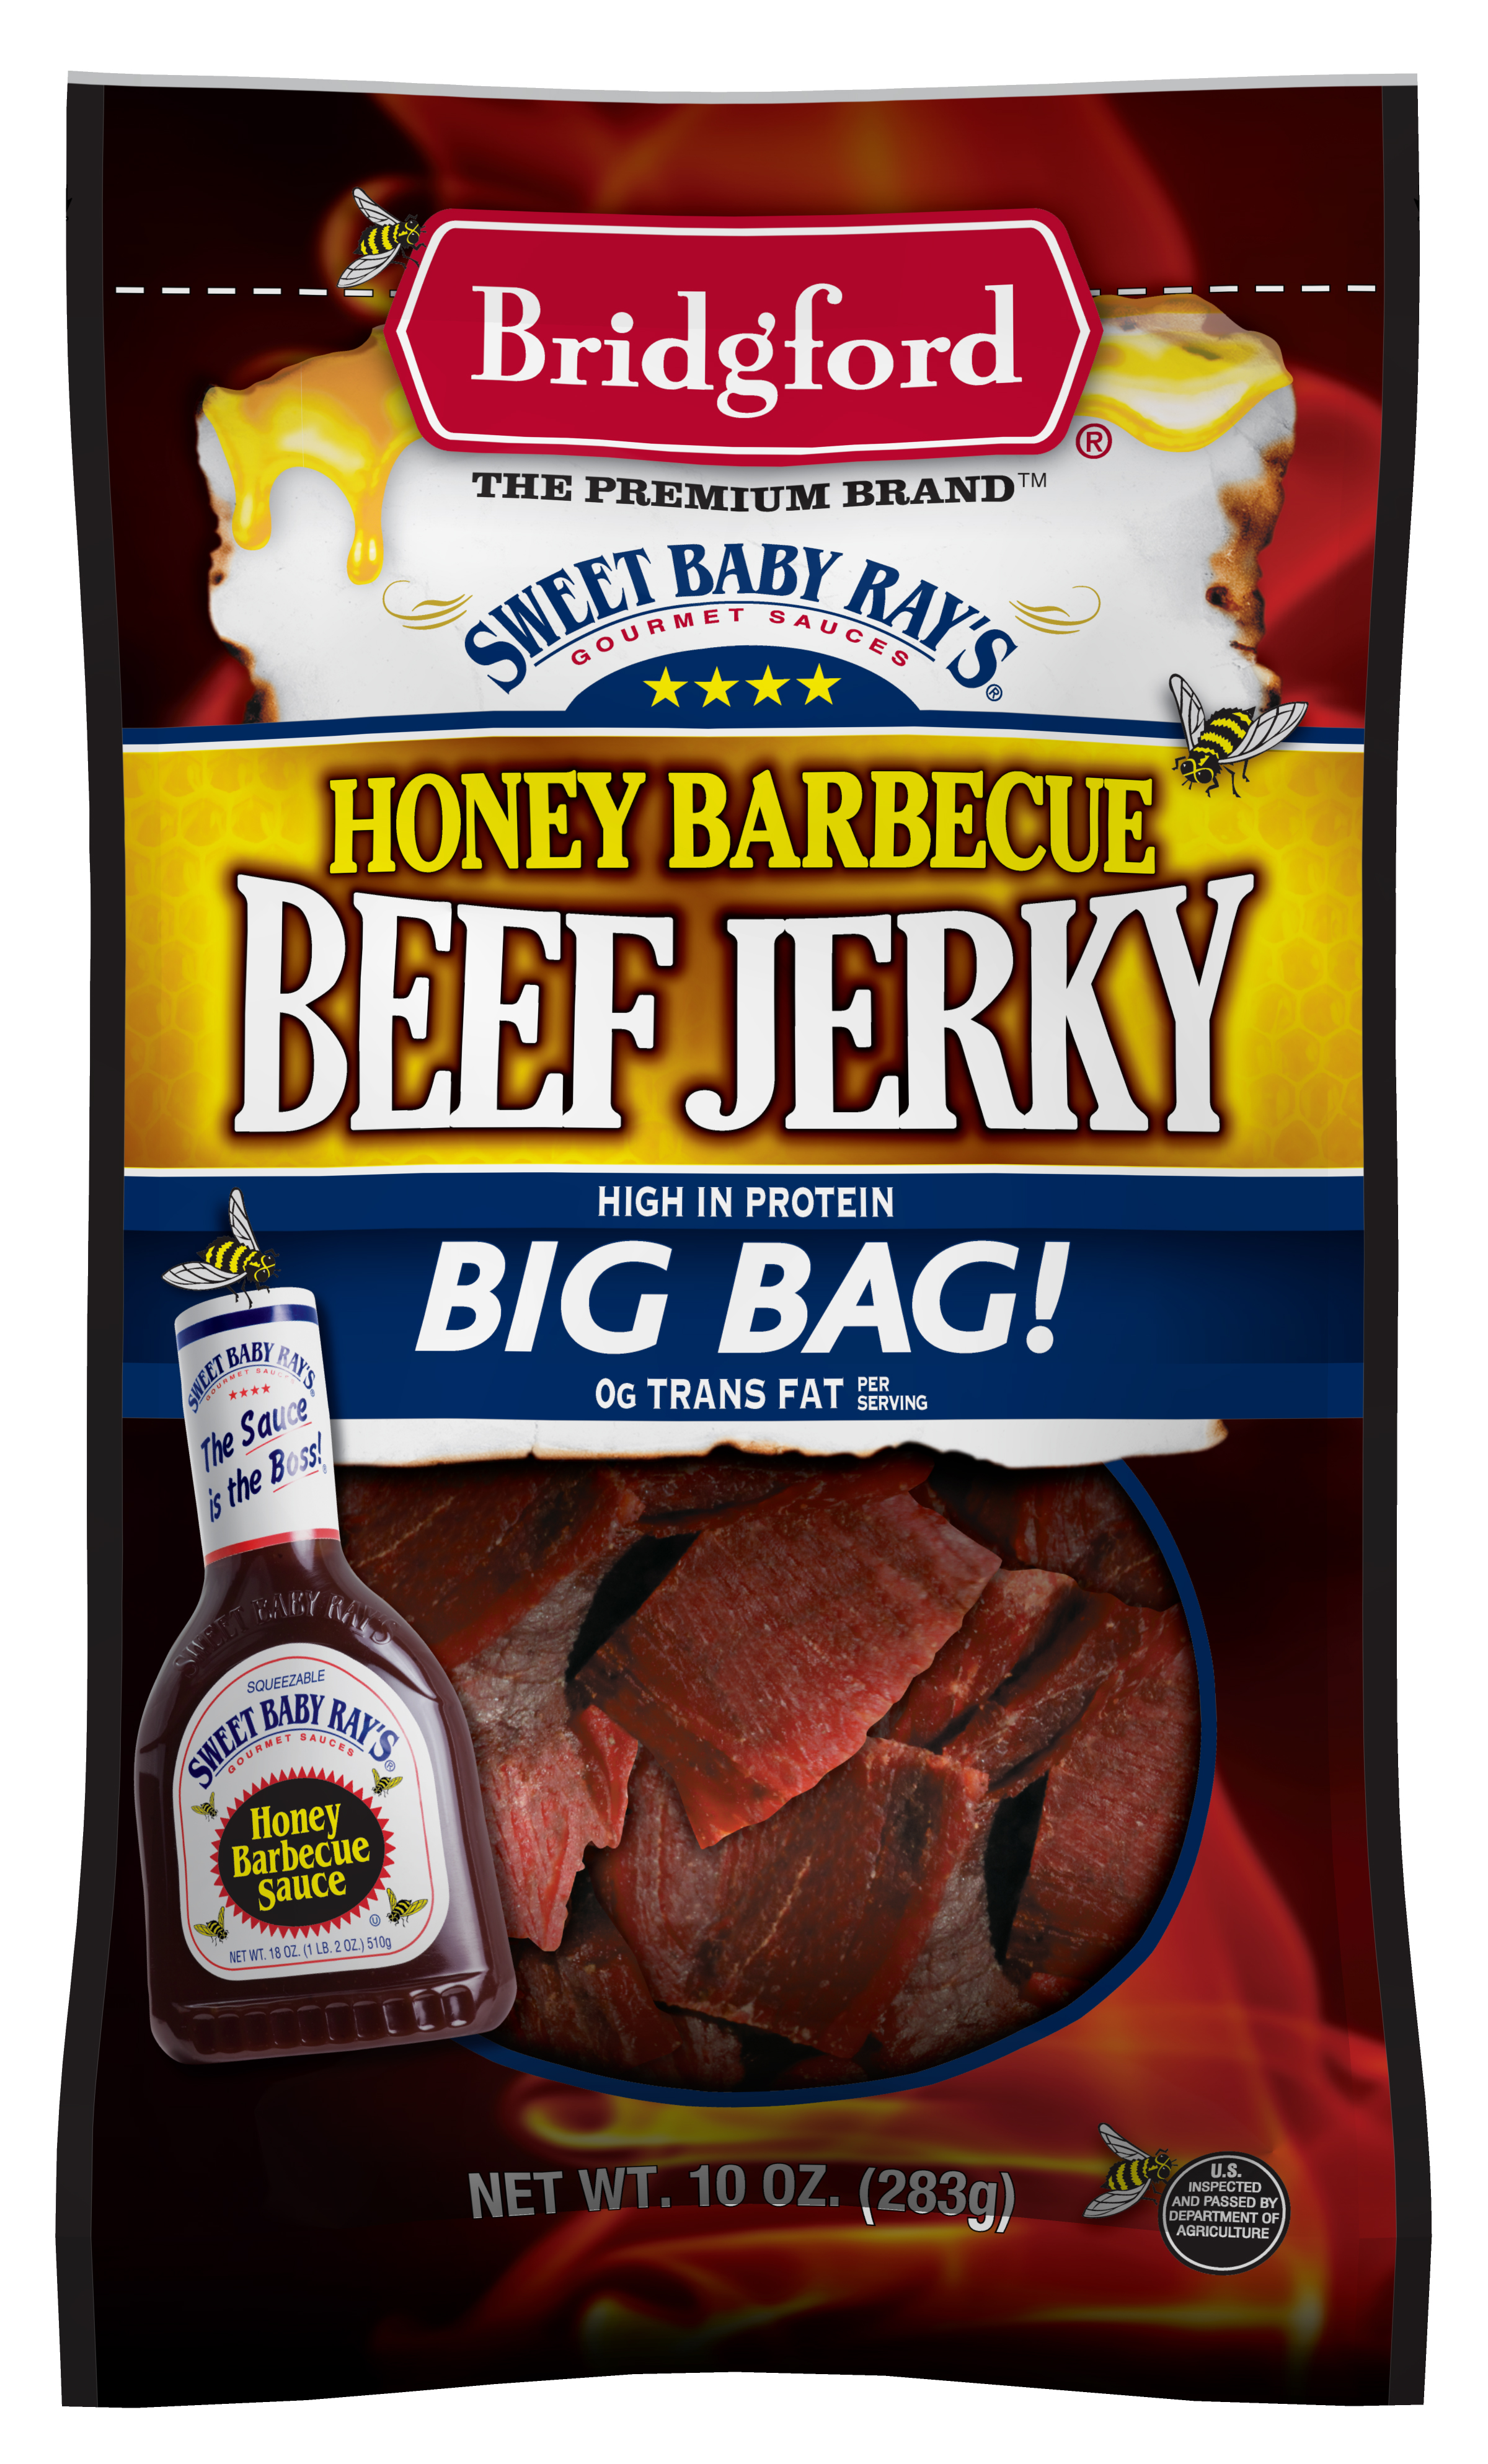 Bridgford
®
THE PREMIUM BRAND™
SWEET BABY RAY'S®
GOURMET SAUCES
HONEY BARBECUE
BEEF JERKY
HIGH IN PROTEIN
BIG BAG!
0G TRANS FAT PER SERVING
SWEET BABY RAY'S®
GOURMET SAUCES
The Sauce
is the Boss!®
SWEET BABY RAY'S
SQUEEZABLE
SWEET BABY RAY'S®
GOURMET SAUCES
Honey
Barbecue
Sauce
U
NET WT. 18 OZ. (1 LB. 2 OZ.) 510g
NET WT. 10 OZ. (283g)
U.S.
INSPECTED
AND PASSED BY
DEPARTMENT OF
AGRICULTURE